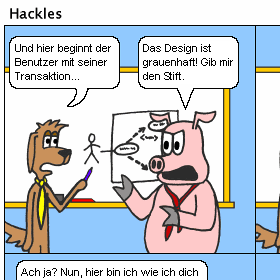 Hackles
Und hier beginnt der
Benutzer mit seiner
Transaktion...
Das Design ist
grauenhaft! Gib mir
den Stift.
Ach ja? Nun, hier bin ich wie ich dich